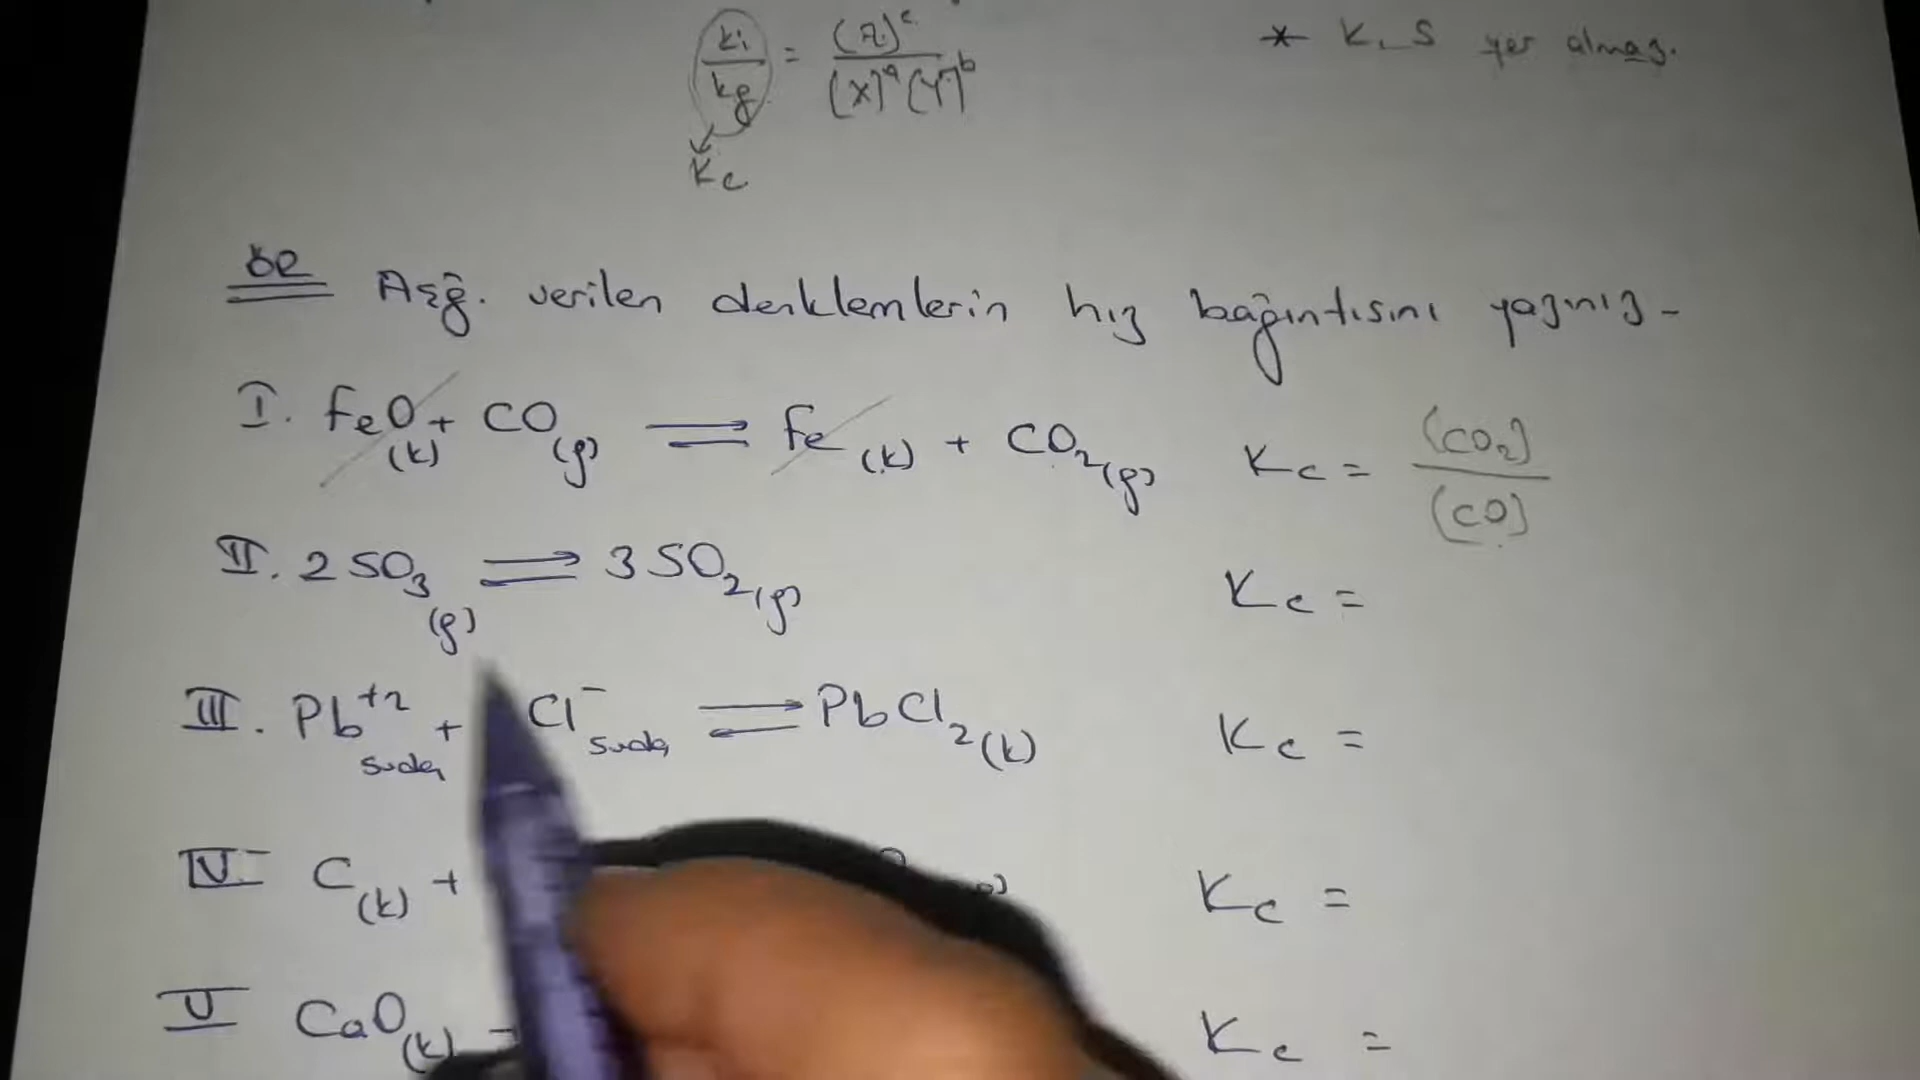 ki/kg = (Z)^c / (X)^a (Y)^b
* K, S yer almaz.
Kc
ÖR Aşğ. verilen denklemlerin hız bağıntısını yazınız-
I. FeO(k) + CO(g) ⇌ Fe(k) + CO₂(g) Kc = (CO₂) / (CO)
II. 2SO₃(g) ⇌ 3SO₂(g) Kc =
III. Pb⁺² suda + Cl⁻ suda ⇌ PbCl₂(k) Kc =
IV. C(k) + Kc =
V CaO(k) Kc =